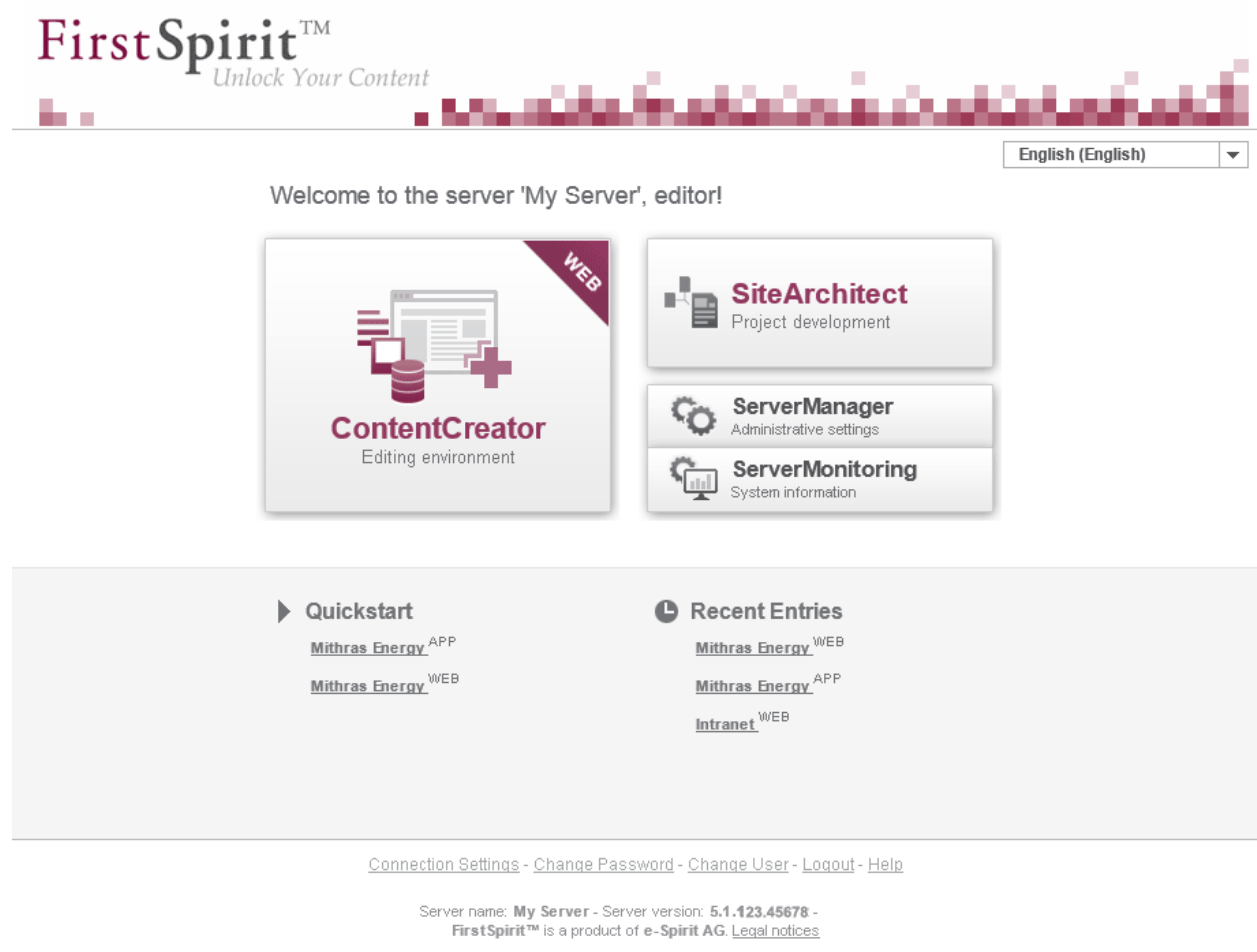 FirstSpirit™
Unlock Your Content
English (English)
Welcome to the server 'My Server', editor!
WEB
ContentCreator
Editing environment
SiteArchitect
Project development
ServerManager
Administrative settings
ServerMonitoring
System information
Quickstart
Mithras Energy APP
Mithras Energy WEB
Recent Entries
Mithras Energy WEB
Mithras Energy APP
Intranet WEB
Connection Settings - Change Password - Change User - Logout - Help
Server name: My Server - Server version: 5.1.123.45678 -
FirstSpirit™ is a product of e-Spirit AG. Legal notices